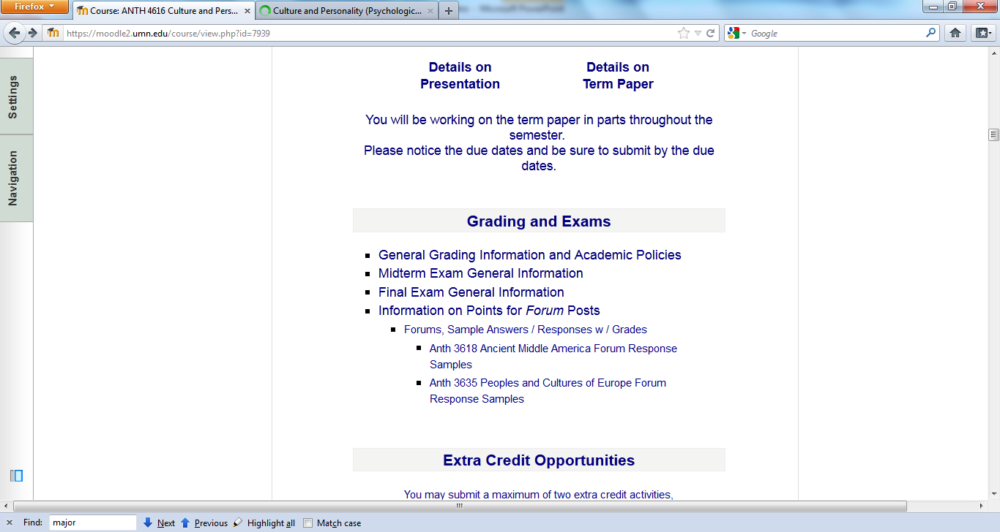 Firefox
Course: ANTH 4616 Culture and Pers...
Culture and Personality (Psychologic...
Microsoft PowerPoint
https://moodle2.umn.edu/course/view.php?id=7939
Google
Settings
Navigation
Details on
Presentation
Details on
Term Paper
You will be working on the term paper in parts throughout the
semester.
Please notice the due dates and be sure to submit by the due
dates.
Grading and Exams
General Grading Information and Academic Policies
Midterm Exam General Information
Final Exam General Information
Information on Points for Forum Posts
Forums, Sample Answers / Responses w / Grades
Anth 3618 Ancient Middle America Forum Response
Samples
Anth 3635 Peoples and Cultures of Europe Forum
Response Samples
Extra Credit Opportunities
You may submit a maximum of two extra credit activities,
Find: major Next Previous Highlight all Match case